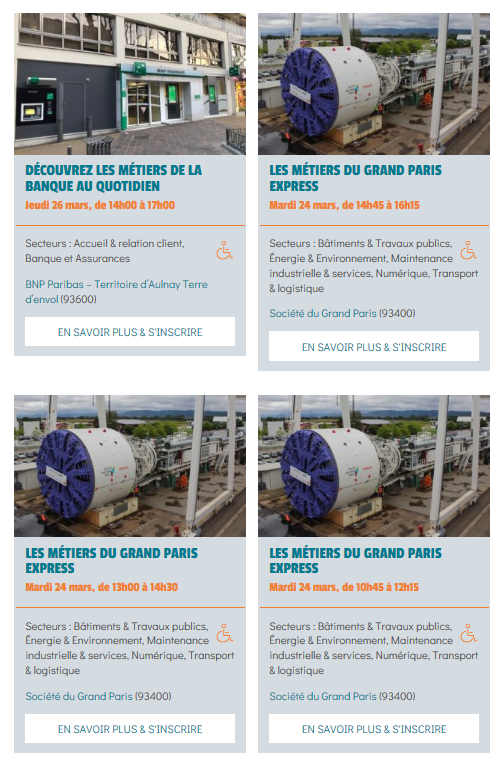 BNP PARIBAS
DÉCOUVREZ LES MÉTIERS DE LA
BANQUE AU QUOTIDIEN
Jeudi 26 mars, de 14h00 à 17h00
Secteurs : Accueil & relation client,
Banque et Assurances
BNP Paribas – Territoire d'Aulnay Terre
d'envol (93600)
EN SAVOIR PLUS & S'INSCRIRE
LES MÉTIERS DU GRAND PARIS
EXPRESS
Mardi 24 mars, de 14h45 à 16h15
Secteurs : Bâtiments & Travaux publics,
Énergie & Environnement, Maintenance
industrielle & services, Numérique, Transport
& logistique
Société du Grand Paris (93400)
EN SAVOIR PLUS & S'INSCRIRE
LES MÉTIERS DU GRAND PARIS
EXPRESS
Mardi 24 mars, de 13h00 à 14h30
Secteurs : Bâtiments & Travaux publics,
Énergie & Environnement, Maintenance
industrielle & services, Numérique, Transport
& logistique
Société du Grand Paris (93400)
EN SAVOIR PLUS & S'INSCRIRE
LES MÉTIERS DU GRAND PARIS
EXPRESS
Mardi 24 mars, de 10h45 à 12h15
Secteurs : Bâtiments & Travaux publics,
Énergie & Environnement, Maintenance
industrielle & services, Numérique, Transport
& logistique
Société du Grand Paris (93400)
EN SAVOIR PLUS & S'INSCRIRE